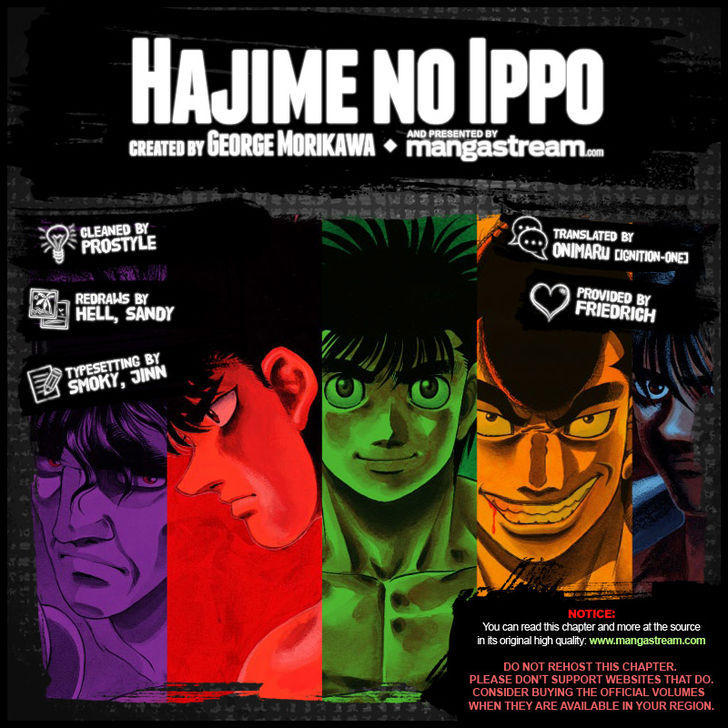 HAJIME NO IPPO
CREATED BY GEORGE MORIKAWA ◆ AND PRESENTED BY mangastream.com
CLEANED BY
PROSTYLE
REDRAWS BY
HELL, SANDY
TYPESETTING BY
SMOKY, JINN
TRANSLATED BY
ONIMARU [IGNITION-ONE]
PROVIDED BY
FRIEDRICH
NOTICE:
You can read this chapter and more at the source
in its original high quality: www.mangastream.com
DO NOT REHOST THIS CHAPTER.
PLEASE DON'T SUPPORT WEBSITES THAT DO.
CONSIDER BUYING THE OFFICIAL VOLUMES
WHEN THEY ARE AVAILABLE IN YOUR REGION.